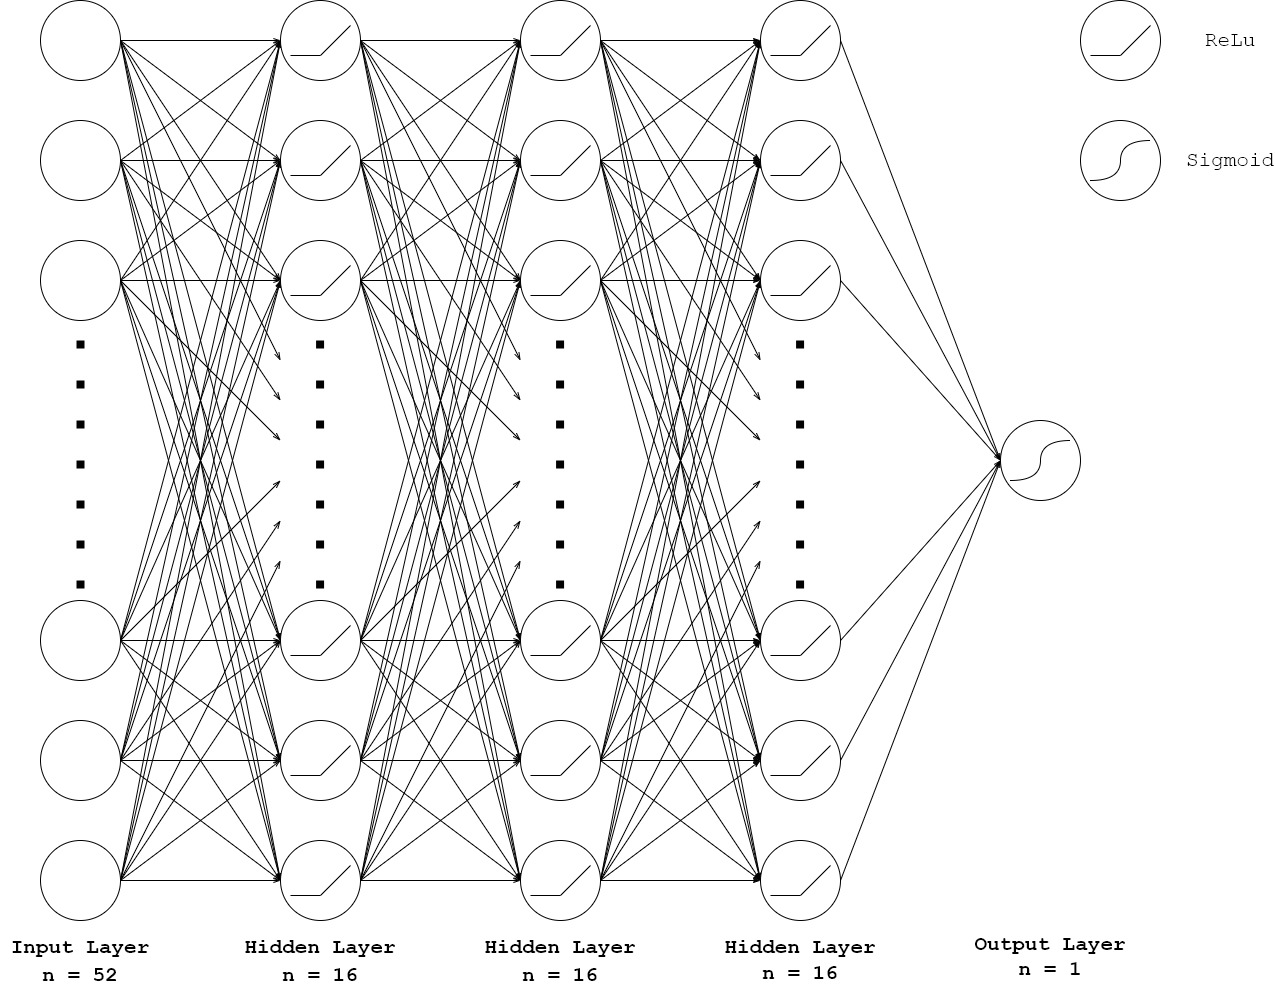 ReLu
Sigmoid
Input Layer
n = 52
Hidden Layer
n = 16
Hidden Layer
n = 16
Hidden Layer
n = 16
Output Layer
n = 1